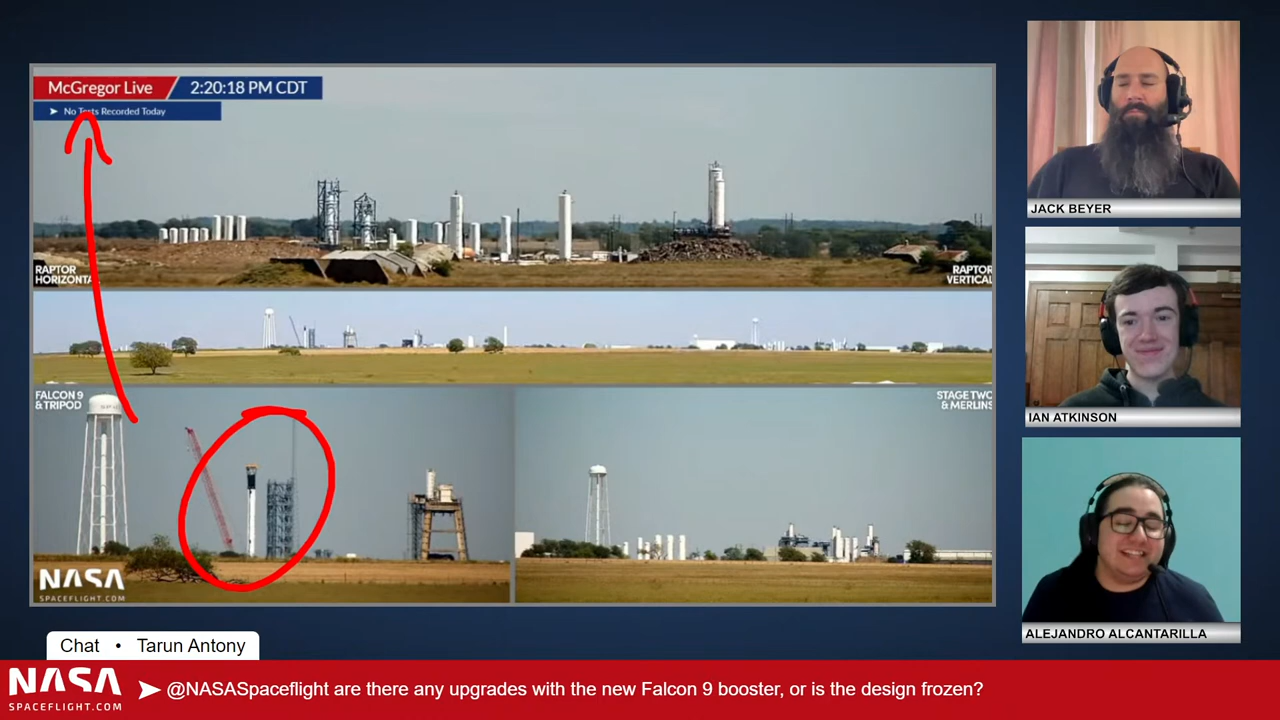 McGregor Live
2:20:18 PM CDT
No Tests Recorded Today
RAPTOR
HORIZONTAL
RAPTOR
VERTICAL
FALCON 9
& TRIPOD
STAGE TWO
& MERLINS
NASA
SPACEFLIGHT.COM
JACK BEYER
IAN ATKINSON
ALEJANDRO ALCANTARILLA
Chat • Tarun Antony
NASA
SPACEFLIGHT.COM
@NASASpaceflight are there any upgrades with the new Falcon 9 booster, or is the design frozen?